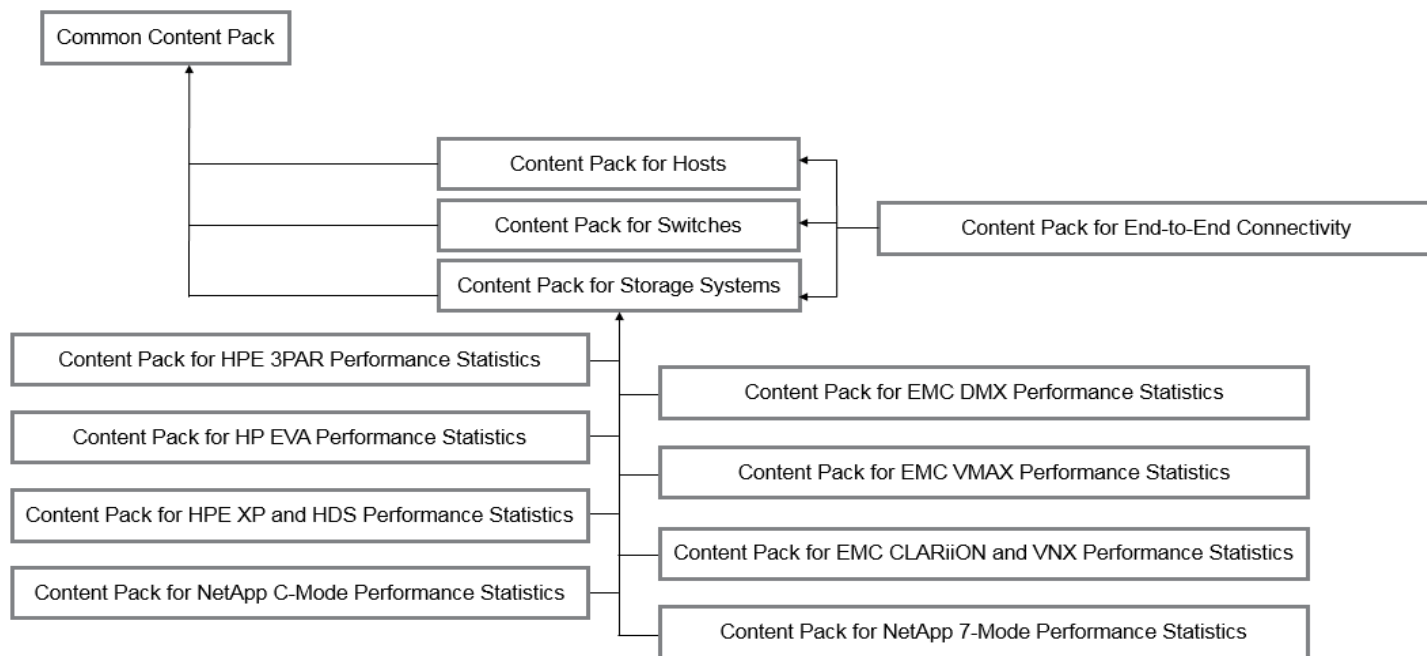 Common Content Pack
Content Pack for Hosts
Content Pack for Switches
Content Pack for End-to-End Connectivity
Content Pack for Storage Systems
Content Pack for HPE 3PAR Performance Statistics
Content Pack for EMC DMX Performance Statistics
Content Pack for HP EVA Performance Statistics
Content Pack for EMC VMAX Performance Statistics
Content Pack for HPE XP and HDS Performance Statistics
Content Pack for EMC CLARiiON and VNX Performance Statistics
Content Pack for NetApp C-Mode Performance Statistics
Content Pack for NetApp 7-Mode Performance Statistics